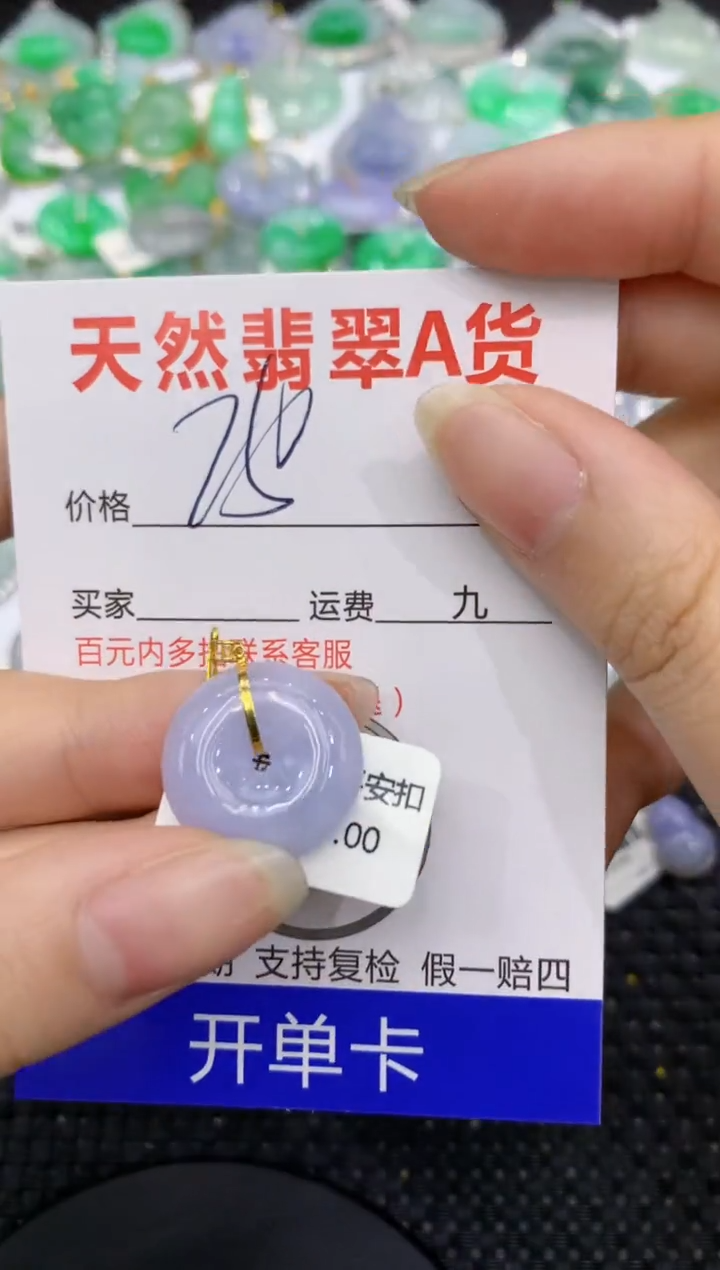 天然翡翠A货
价格
买家 运费 九
百元内多拍联系客服
)
安扣
.00
支持复检 假一赔四
开单卡